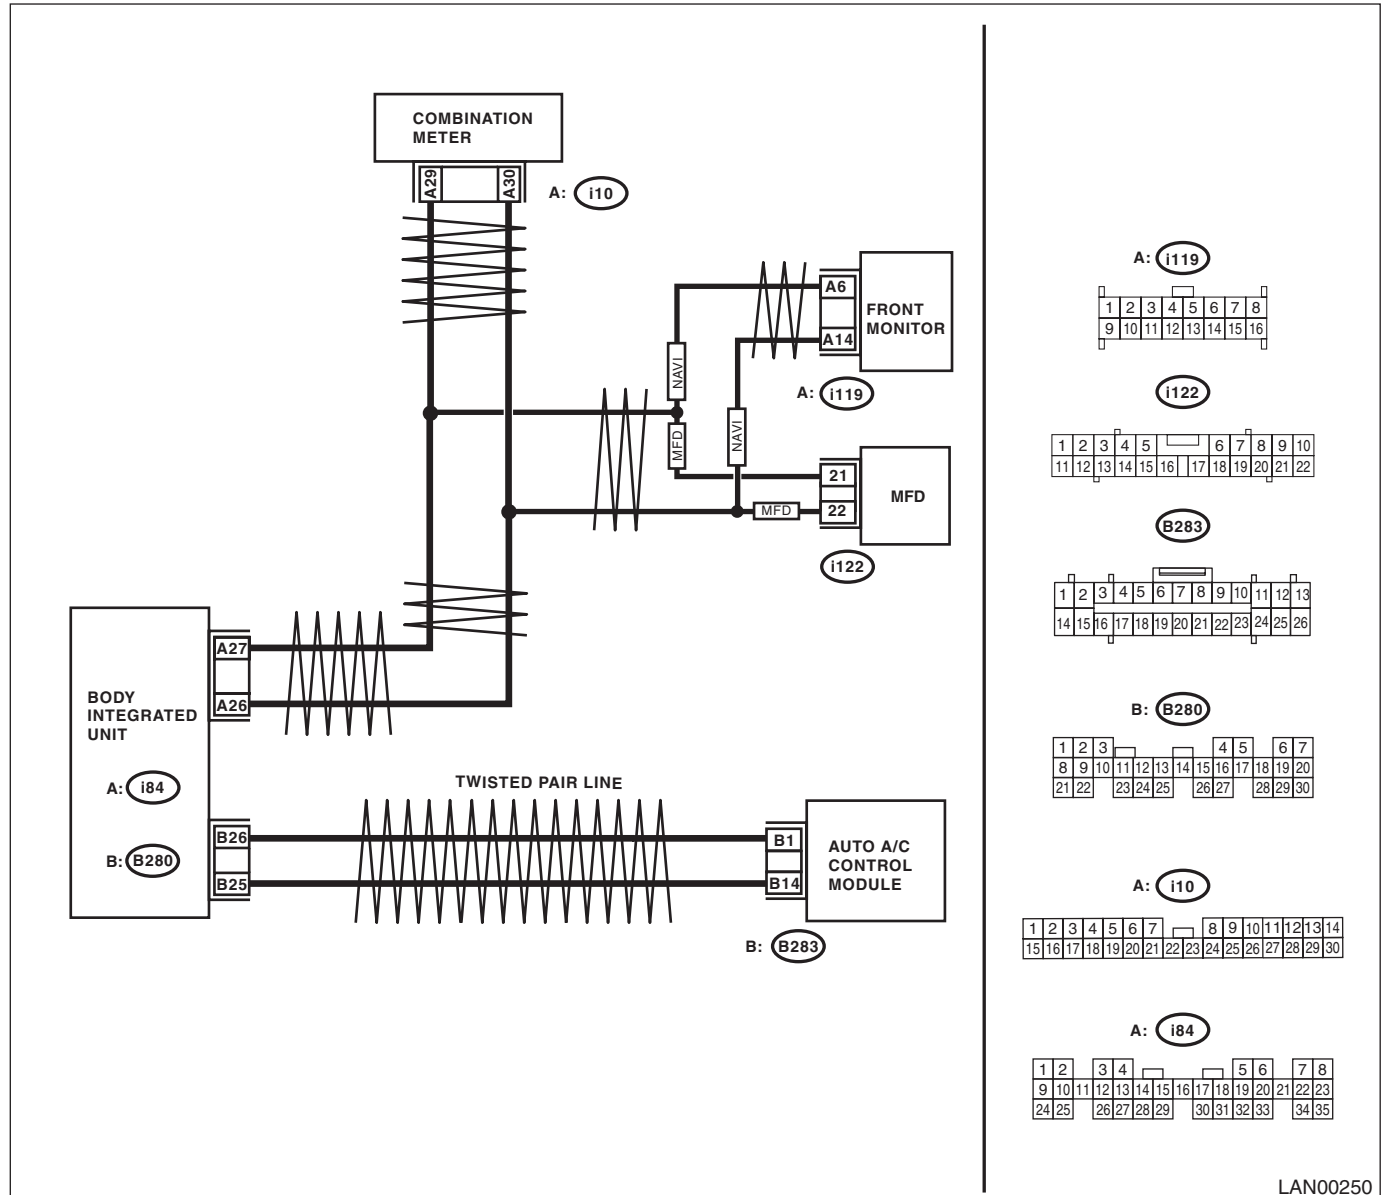 COMBINATION
METER
A29
A30
A: i10
A6
A14
FRONT
MONITOR
A: i119
NAVI
MFD
NAVI
MFD
21
22
MFD
i122
A27
A26
BODY
INTEGRATED
UNIT
A: i84
B: B280
B26
B25
TWISTED PAIR LINE
B1
B14
AUTO A/C
CONTROL
MODULE
B: B283
A: i119
1 2 3 4 5 6 7 8
9 10 11 12 13 14 15 16
i122
1 2 3 4 5 6 7 8 9 10
11 12 13 14 15 16 17 18 19 20 21 22
B283
1 2 3 4 5 6 7 8 9 10 11 12 13
14 15 16 17 18 19 20 21 22 23 24 25 26
B: B280
1 2 3 4 5 6 7
8 9 10 11 12 13 14 15 16 17 18 19 20
21 22 23 24 25 26 27 28 29 30
A: i10
1 2 3 4 5 6 7 8 9 10 11 12 13 14
15 16 17 18 19 20 21 22 23 24 25 26 27 28 29 30
A: i84
1 2 3 4 5 6 7 8
9 10 11 12 13 14 15 16 17 18 19 20 21 22 23
24 25 26 27 28 29 30 31 32 33 34 35
LAN00250